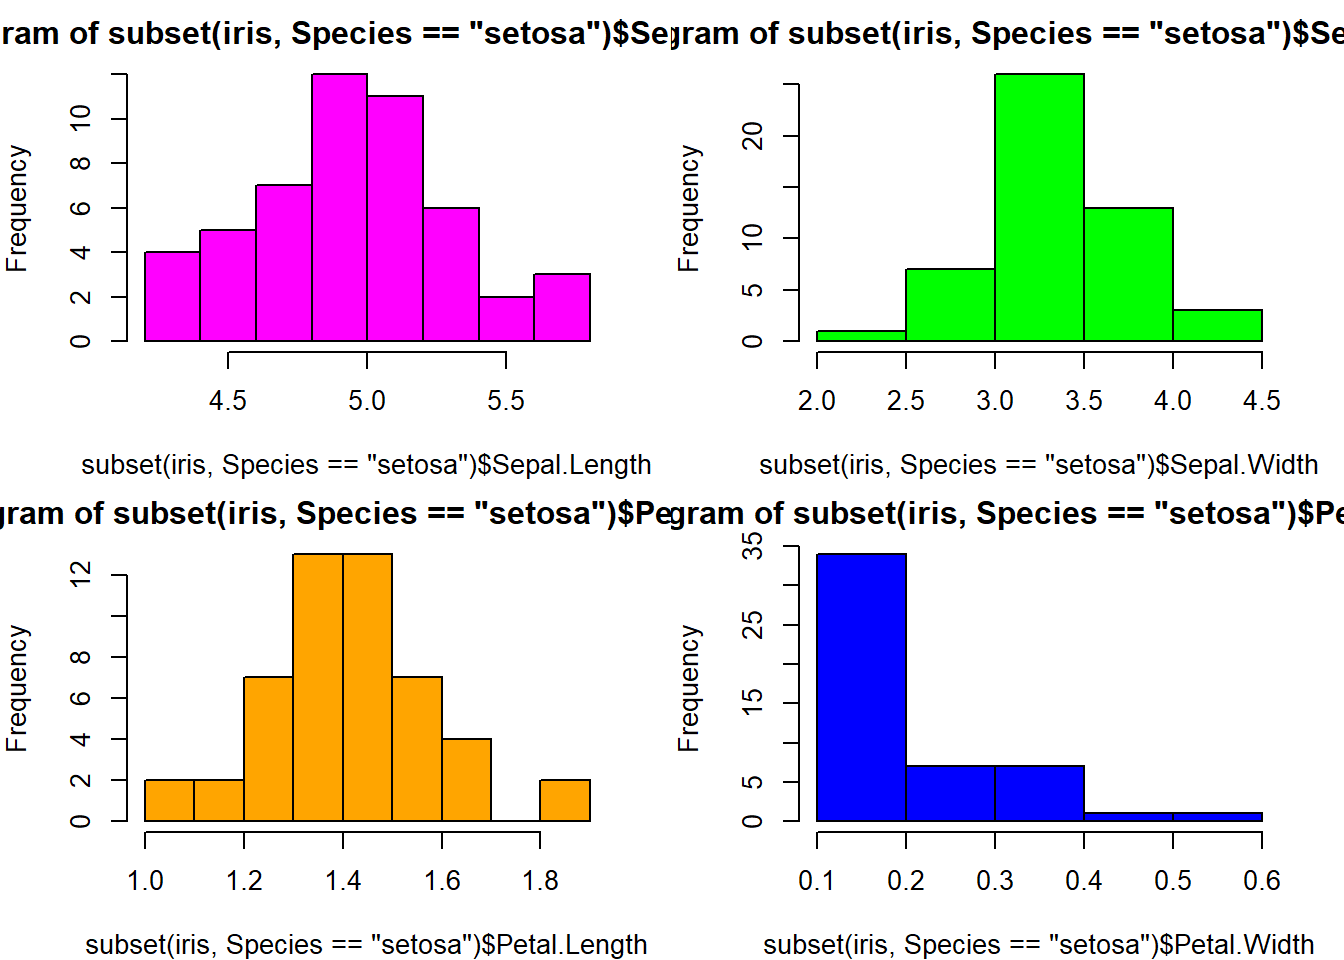 ram of subset(iris, Species == "setosa")$Se
gram of subset(iris, Species == "setosa")$Se
Frequency
0 2 4 6 8 10
4.5 5.0 5.5
subset(iris, Species == "setosa")$Sepal.Length
Frequency
0 5 10 20
2.0 2.5 3.0 3.5 4.0 4.5
subset(iris, Species == "setosa")$Sepal.Width
gram of subset(iris, Species == "setosa")$Pe
gram of subset(iris, Species == "setosa")$Pe
Frequency
0 2 4 6 8 12
1.0 1.2 1.4 1.6 1.8
subset(iris, Species == "setosa")$Petal.Length
Frequency
0 5 15 25 35
0.1 0.2 0.3 0.4 0.5 0.6
subset(iris, Species == "setosa")$Petal.Width